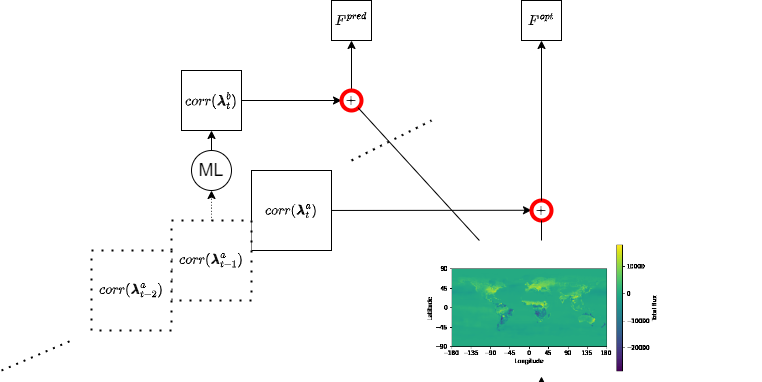 F^pred
F^opt
corr(λ_t^b)
+
ML
corr(λ_t^a)
+
corr(λ_{t-1}^a)
corr(λ_{t-2}^a)
90
45
0
−45
−90
Latitude
−180 −135 −90 −45 0 45 90 135 180
Longitude
10000
0
−10000
−20000
Total flux